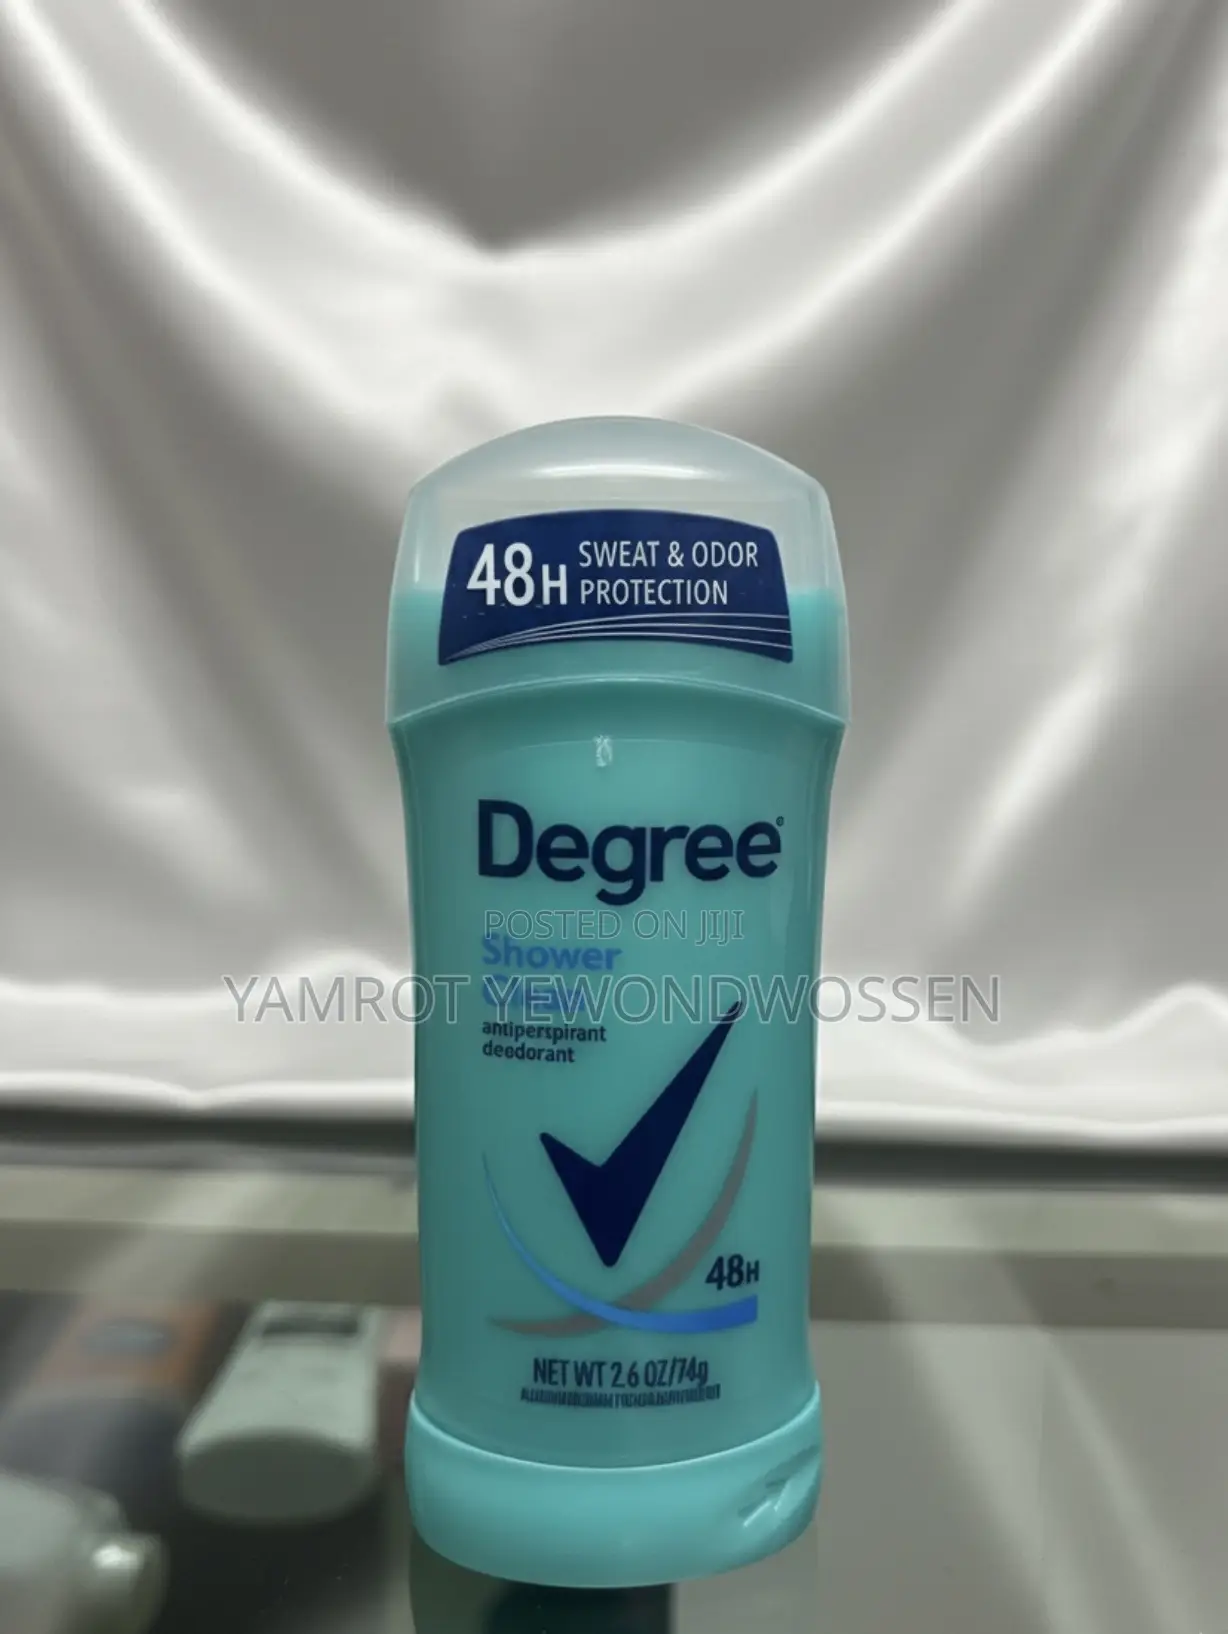 48H SWEAT & ODOR
PROTECTION
Degree®
POSTED ON JIJI
Shower
YAMROT YEWONDWOSSEN
antiperspirant
deodorant
48H
NET WT 2.6 OZ/74g